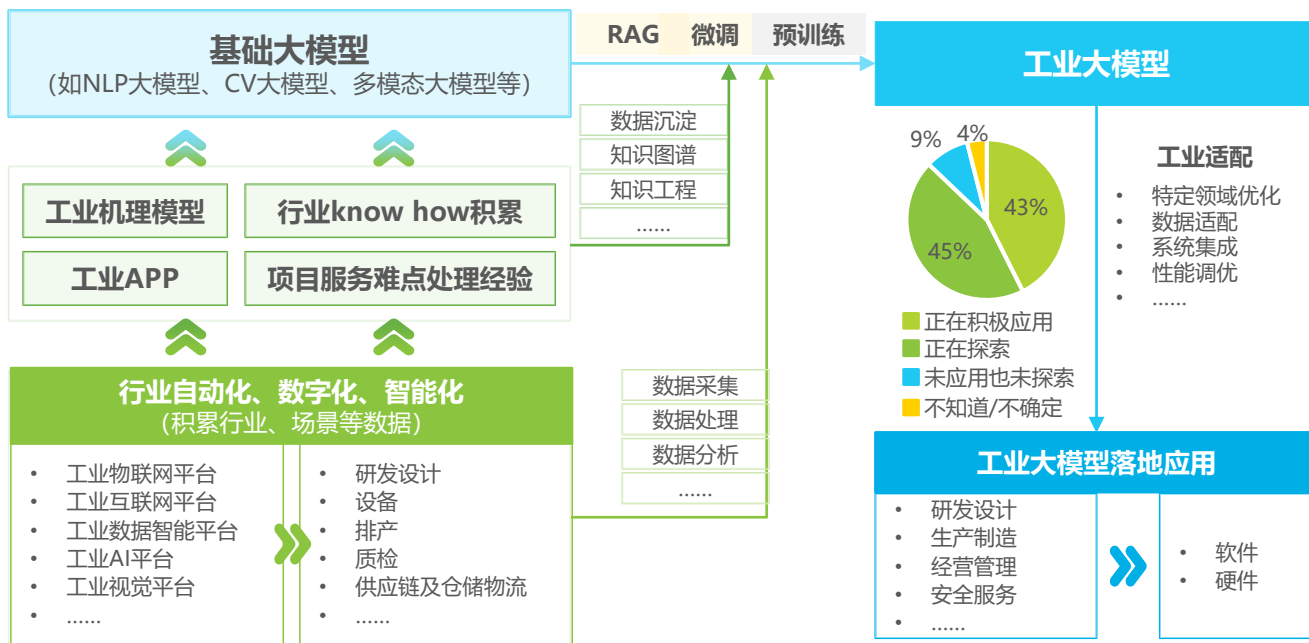 基础大模型
（如NLP大模型、CV大模型、多模态大模型等）
RAG 微调 预训练
工业大模型
数据沉淀
知识图谱
知识工程
......
工业机理模型
行业know how积累
工业APP
项目服务难点处理经验
9%
4%
43%
45%
正在积极应用
正在探索
未应用也未探索
不知道/不确定
工业适配
• 特定领域优化
• 数据适配
• 系统集成
• 性能调优
• ......
行业自动化、数字化、智能化
（积累行业、场景等数据）
• 工业物联网平台
• 工业互联网平台
• 工业数据智能平台
• 工业AI平台
• 工业视觉平台
• ......
• 研发设计
• 设备
• 排产
• 质检
• 供应链及仓储物流
• ......
数据采集
数据处理
数据分析
......
工业大模型落地应用
• 研发设计
• 生产制造
• 经营管理
• 安全服务
• ......
• 软件
• 硬件